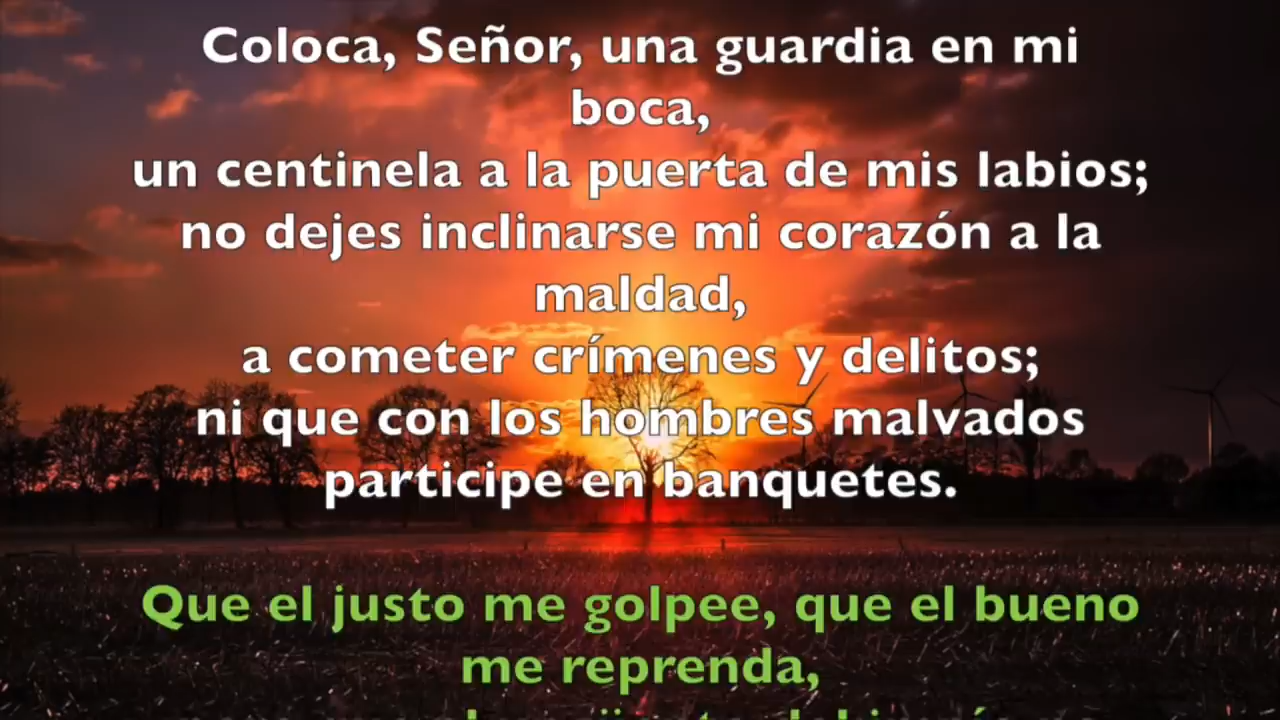 Coloca, Señor, una guardia en mi
boca,
un centinela a la puerta de mis labios;
no dejes inclinarse mi corazón a la
maldad,
a cometer crímenes y delitos;
ni que con los hombres malvados
participe en banquetes.
Que el justo me golpee, que el bueno
me reprenda,